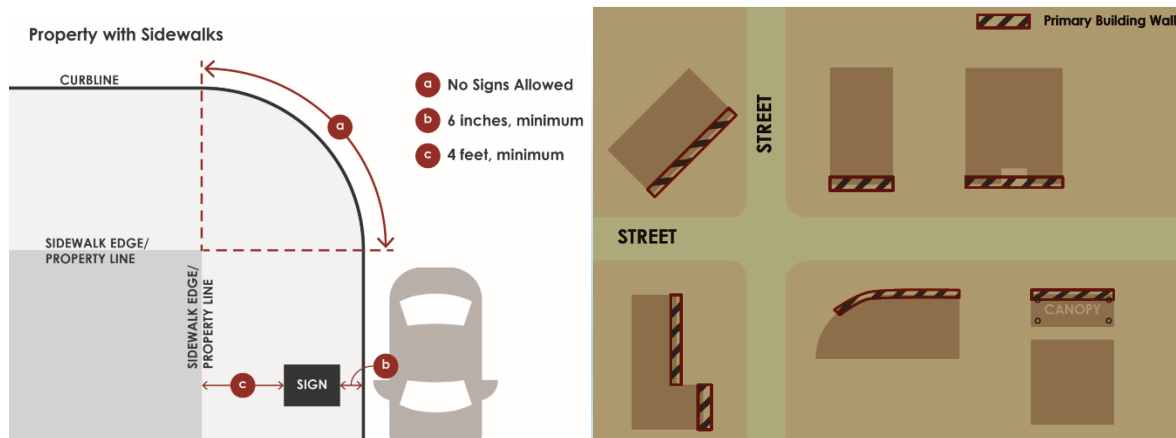 Property with Sidewalks
CURBLINE
a No Signs Allowed
b 6 inches, minimum
c 4 feet, minimum
a
SIDEWALK EDGE/
PROPERTY LINE
SIDEWALK EDGE/
PROPERTY LINE
c
SIGN
b
Primary Building Wall
STREET
STREET
CANOPY